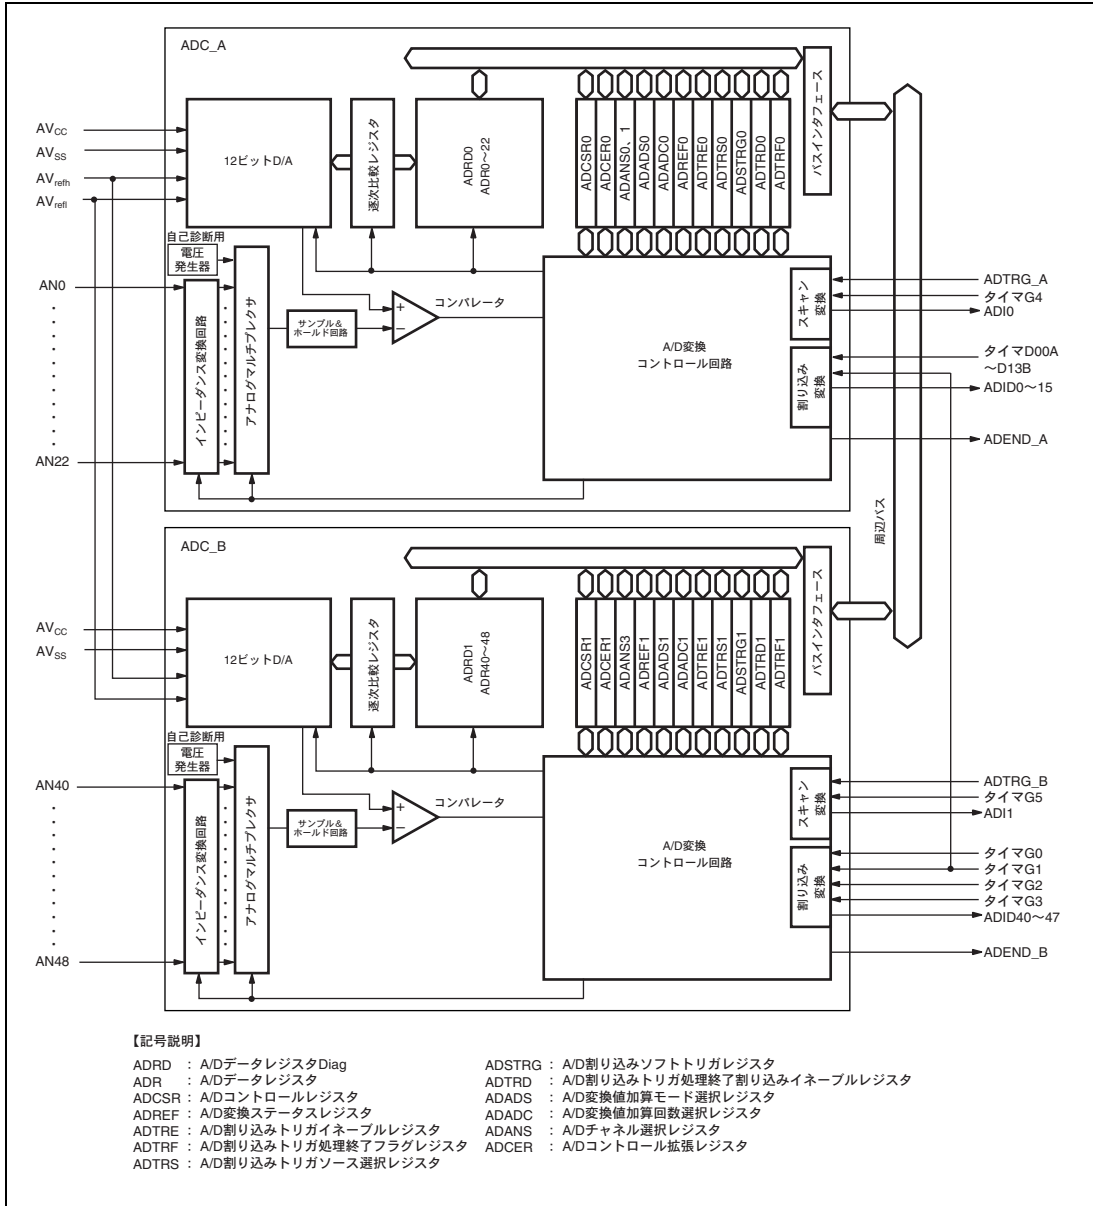 ADC_A
AVCC
AVSS
AVrefh
AVrefl
12ビットD/A
逐次比較レジスタ
ADRD0
ADR0～22
ADCSR0
ADCER0
ADANS0、1
ADADS0
ADADC0
ADREF0
ADTRE0
ADTRS0
ADSTRG0
ADTRD0
ADTRF0
バスインタフェース
自己診断用
電圧
発生器
AN0
AN22
インピーダンス変換回路
アナログマルチプレクサ
サンプル&
ホールド回路
+
−
コンパレータ
A/D変換
コントロール回路
スキャン
変換
割り込み
変換
ADTRG_A
タイマG4
ADI0
タイマD00A
～D13B
ADID0～15
ADEND_A
周辺バス
ADC_B
AVCC
AVSS
12ビットD/A
逐次比較レジスタ
ADRD1
ADR40～48
ADCSR1
ADCER1
ADANS3
ADREF1
ADADS1
ADADC1
ADTRE1
ADTRS1
ADSTRG1
ADTRD1
ADTRF1
バスインタフェース
自己診断用
電圧
発生器
AN40
AN48
インピーダンス変換回路
アナログマルチプレクサ
サンプル&
ホールド回路
+
−
コンパレータ
A/D変換
コントロール回路
スキャン
変換
割り込み
変換
ADTRG_B
タイマG5
ADI1
タイマG0
タイマG1
タイマG2
タイマG3
ADID40～47
ADEND_B
【記号説明】
ADRD : A/DデータレジスタDiag
ADR : A/Dデータレジスタ
ADCSR : A/Dコントロールレジスタ
ADREF : A/D変換ステータスレジスタ
ADTRE : A/D割り込みトリガイネーブルレジスタ
ADTRF : A/D割り込みトリガ処理終了フラグレジスタ
ADTRS : A/D割り込みトリガソース選択レジスタ
ADSTRG : A/D割り込みソフトトリガレジスタ
ADTRD : A/D割り込みトリガ処理終了割り込みイネーブルレジスタ
ADADS : A/D変換値加算モード選択レジスタ
ADADC : A/D変換値加算回数選択レジスタ
ADANS : A/Dチャネル選択レジスタ
ADCER : A/Dコントロール拡張レジスタ